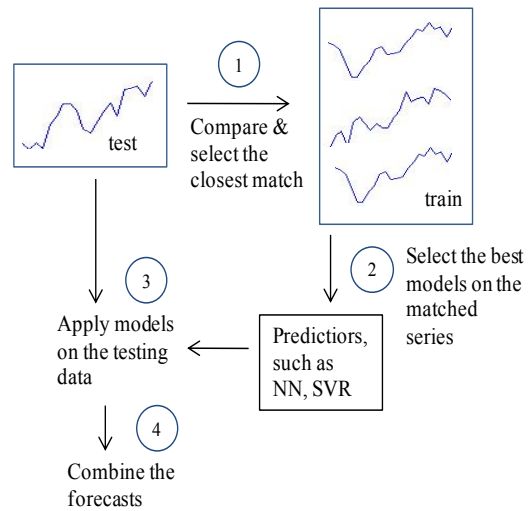 1
test
Compare &
select the
closest match
train
2
Select the best
models on the
matched
series
3
Apply models
on the testing
data
Predictiors,
such as
NN, SVR
4
Combine the
forecasts